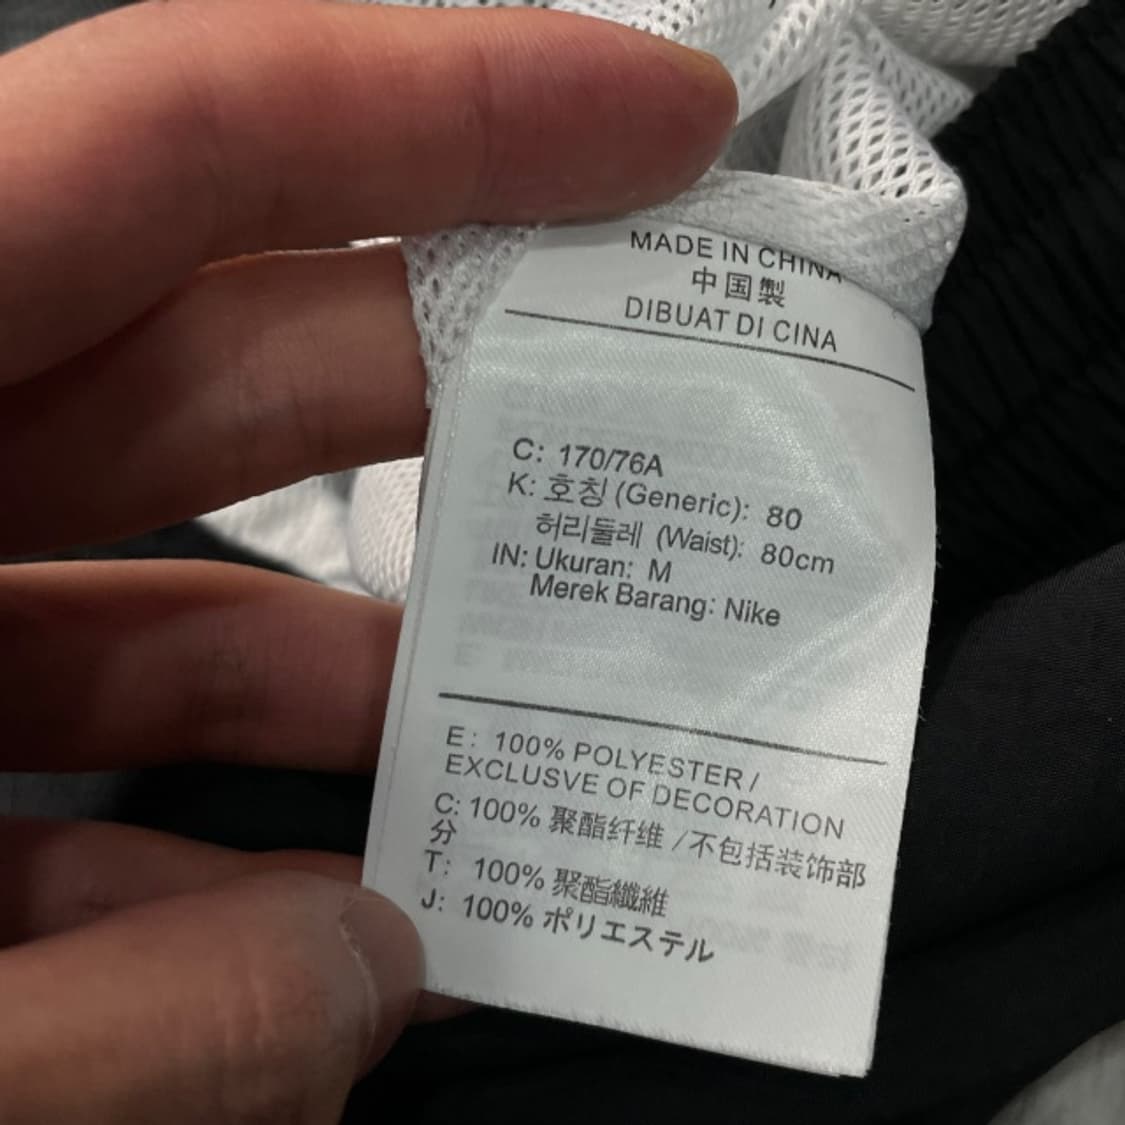 MADE IN CHINA
中国製
DIBUAT DI CINA
C: 170/76A
K: 호칭 (Generic): 80
허리둘레 (Waist): 80cm
IN: Ukuran: M
Merek Barang: Nike
E: 100% POLYESTER /
EXCLUSVE OF DECORATION
C: 100% 聚酯纤维 /不包括装饰部
分
T: 100% 聚酯纖維
J: 100% ポリエステル